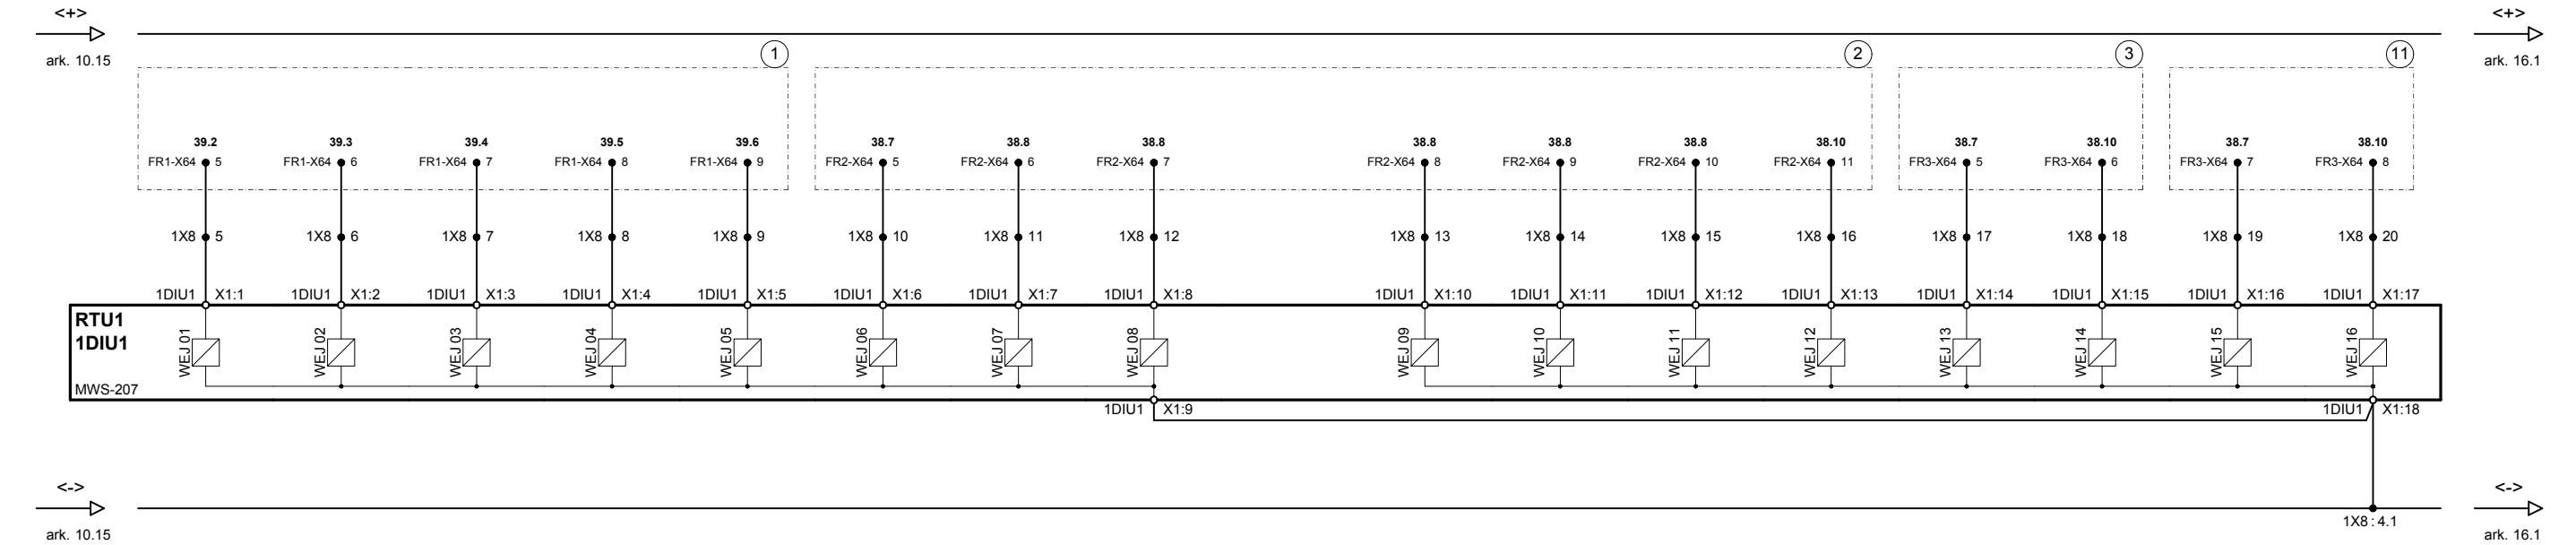 <+> <+>
ark. 10.15 ark. 16.1
1 2 3 11
39.2 39.3 39.4 39.5 39.6 38.7 38.8 38.8 38.8 38.8 38.8 38.10 38.7 38.10 38.7 38.10
FR1-X64 5 FR1-X64 6 FR1-X64 7 FR1-X64 8 FR1-X64 9 FR2-X64 5 FR2-X64 6 FR2-X64 7 FR2-X64 8 FR2-X64 9 FR2-X64 10 FR2-X64 11 FR3-X64 5 FR3-X64 6 FR3-X64 7 FR3-X64 8
1X8 5 1X8 6 1X8 7 1X8 8 1X8 9 1X8 10 1X8 11 1X8 12 1X8 13 1X8 14 1X8 15 1X8 16 1X8 17 1X8 18 1X8 19 1X8 20
1DIU1 X1:1 1DIU1 X1:2 1DIU1 X1:3 1DIU1 X1:4 1DIU1 X1:5 1DIU1 X1:6 1DIU1 X1:7 1DIU1 X1:8 1DIU1 X1:10 1DIU1 X1:11 1DIU1 X1:12 1DIU1 X1:13 1DIU1 X1:14 1DIU1 X1:15 1DIU1 X1:16 1DIU1 X1:17
RTU1
1DIU1
WEJ 01 WEJ 02 WEJ 03 WEJ 04 WEJ 05 WEJ 06 WEJ 07 WEJ 08 WEJ 09 WEJ 10 WEJ 11 WEJ 12 WEJ 13 WEJ 14 WEJ 15 WEJ 16
MWS-207
1DIU1 X1:9 1DIU1 X1:18
<-> <->
1X8:4.1
ark. 10.15 ark. 16.1